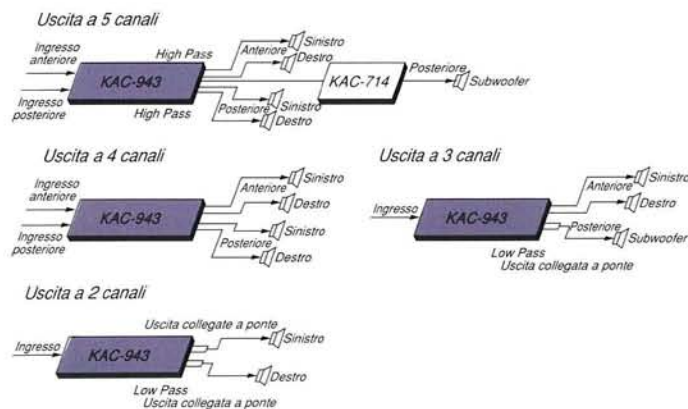 Uscita a 5 canali
Ingresso
anteriore
High Pass
Anteriore
Sinistro
Destro
KAC-943
KAC-714
Posteriore
Subwoofer
Ingresso
posteriore
High Pass
Posteriore
Sinistro
Destro
Uscita a 4 canali
Ingresso
anteriore
Anteriore
Sinistro
Destro
KAC-943
Ingresso
posteriore
Posteriore
Sinistro
Destro
Uscita a 3 canali
Ingresso
KAC-943
Anteriore
Sinistro
Destro
Posteriore
Subwoofer
Low Pass
Uscita collegata a ponte
Uscita a 2 canali
Uscita collegate a ponte
Sinistro
Ingresso
KAC-943
Destro
Low Pass
Uscita collegata a ponte